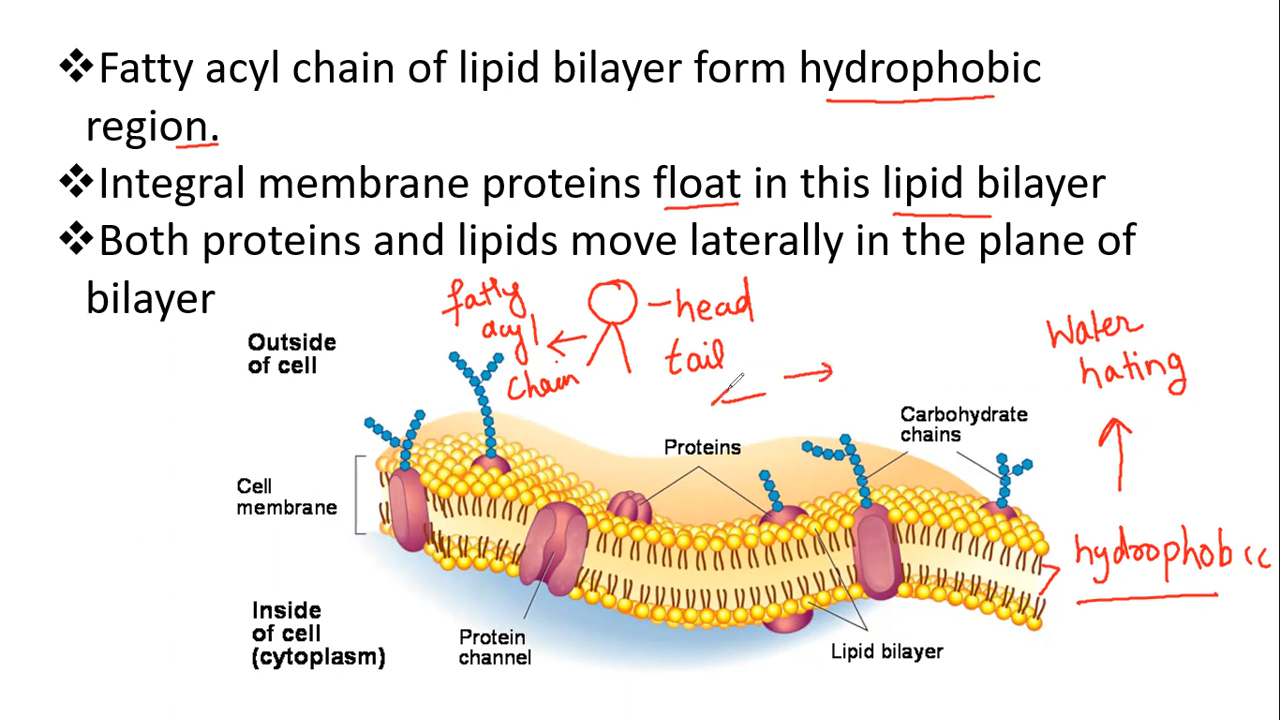 ❖Fatty acyl chain of lipid bilayer form hydrophobic
region.
❖Integral membrane proteins float in this lipid bilayer
❖Both proteins and lipids move laterally in the plane of
bilayer
fatty
acyl
chain
-head
tail
Water
hating
Outside
of cell
Carbohydrate
chains
Proteins
Cell
membrane
hydrophobic
Inside
of cell
(cytoplasm)
Protein
channel
Lipid bilayer